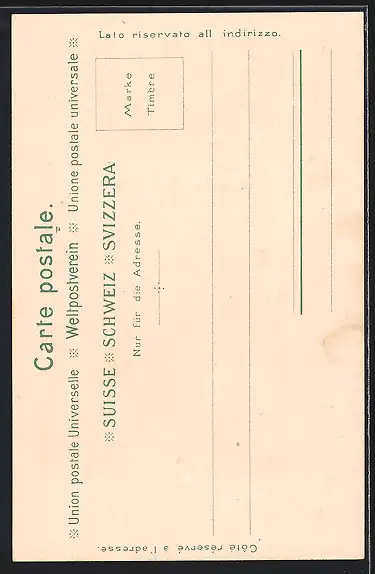 Carte postale.
※ Union postale Universelle ※ Weltpostverein ※ Unione postale universale ※
※ SUISSE ※ SCHWEIZ ※ SVIZZERA
Nur für die Adresse.
Marke
Timbre
Côté réservé à l'adresse.
Lato riservato all indirizzo.